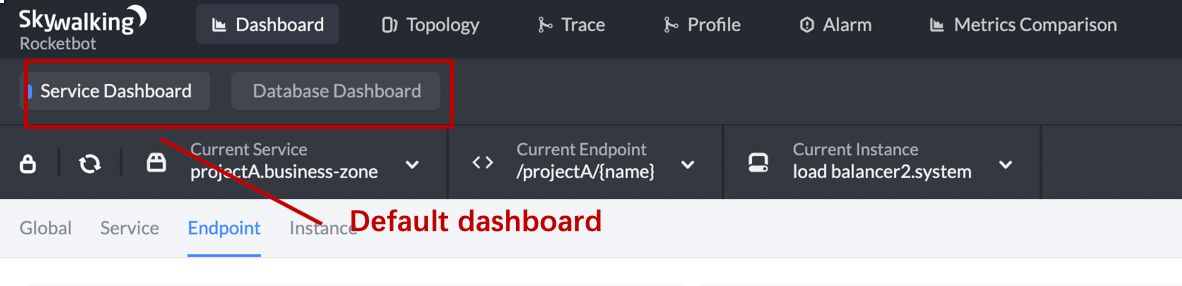 Skywalking
Rocketbot
Dashboard
Topology
Trace
Profile
Alarm
Metrics Comparison
Service Dashboard
Database Dashboard
Current Service
projectA.business-zone
Current Endpoint
/projectA/{name}
Current Instance
load balancer2.system
Global
Service
Endpoint
Instance
Default dashboard